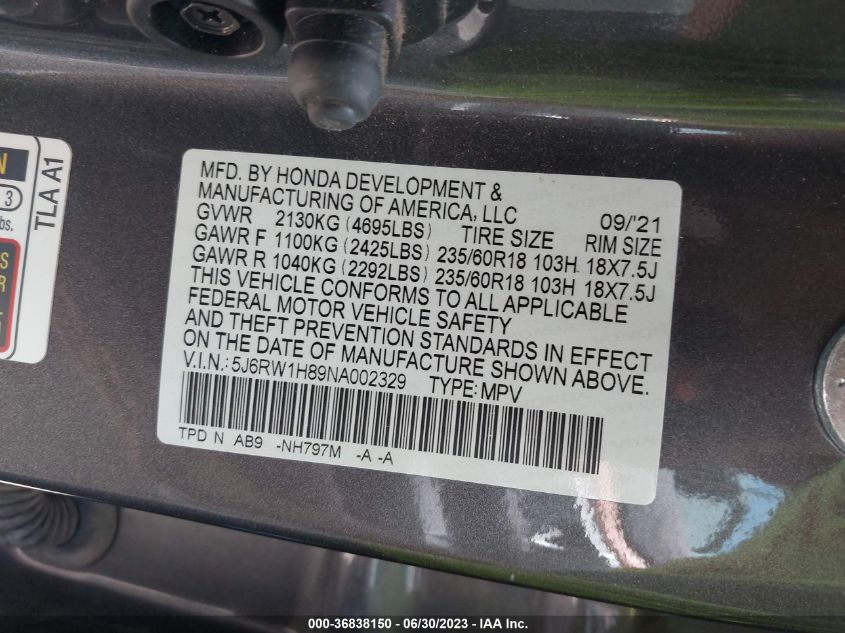 N
3
bs.
S
TLA A1
MFD. BY HONDA DEVELOPMENT &
MANUFACTURING OF AMERICA, LLC 09/'21
GVWR 2130KG (4695LBS) TIRE SIZE RIM SIZE
GAWR F 1100KG (2425LBS) 235/60R18 103H 18X7.5J
GAWR R 1040KG (2292LBS) 235/60R18 103H 18X7.5J
THIS VEHICLE CONFORMS TO ALL APPLICABLE
FEDERAL MOTOR VEHICLE SAFETY
AND THEFT PREVENTION STANDARDS IN EFFECT
ON THE DATE OF MANUFACTURE SHOWN ABOVE.
V.I.N.: 5J6RW1H89NA002329 TYPE: MPV
TPD N AB9 -NH797M -A -A
000-36838150 - 06/30/2023 - IAA Inc.